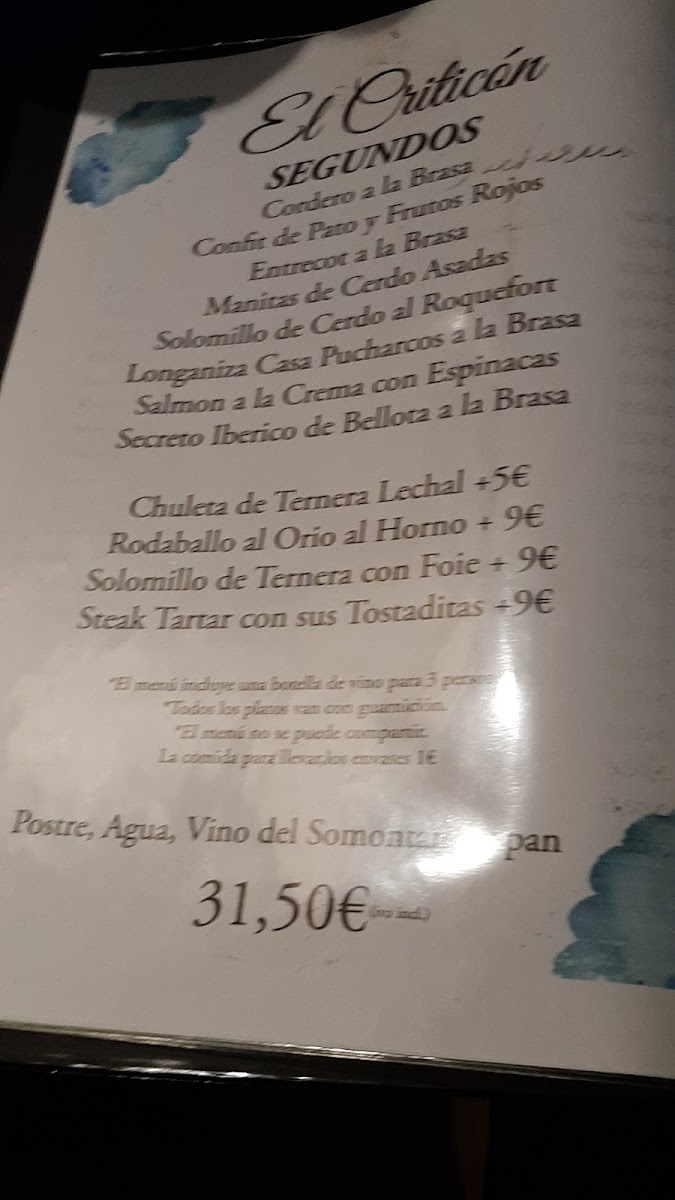 El Criticón
SEGUNDOS
Cordero a la Brasa
Confit de Pato y Frutos Rojos
Entrecot a la Brasa
Manitas de Cerdo Asadas
Solomillo de Cerdo al Roquefort
Longaniza Casa Pucharcos a la Brasa
Salmon a la Crema con Espinacas
Secreto Iberico de Bellota a la Brasa
Chuleta de Ternera Lechal +5€
Rodaballo al Orio al Horno + 9€
Solomillo de Ternera con Foie + 9€
Steak Tartar con sus Tostaditas +9€
*El menú incluye una botella de vino para 3
*Todos los platos van con guarnición.
*El menú no se puede compartir.
La comida para llevar,los envases 1€
Postre, Agua, Vino del pan
31,50€ (iva incl.)